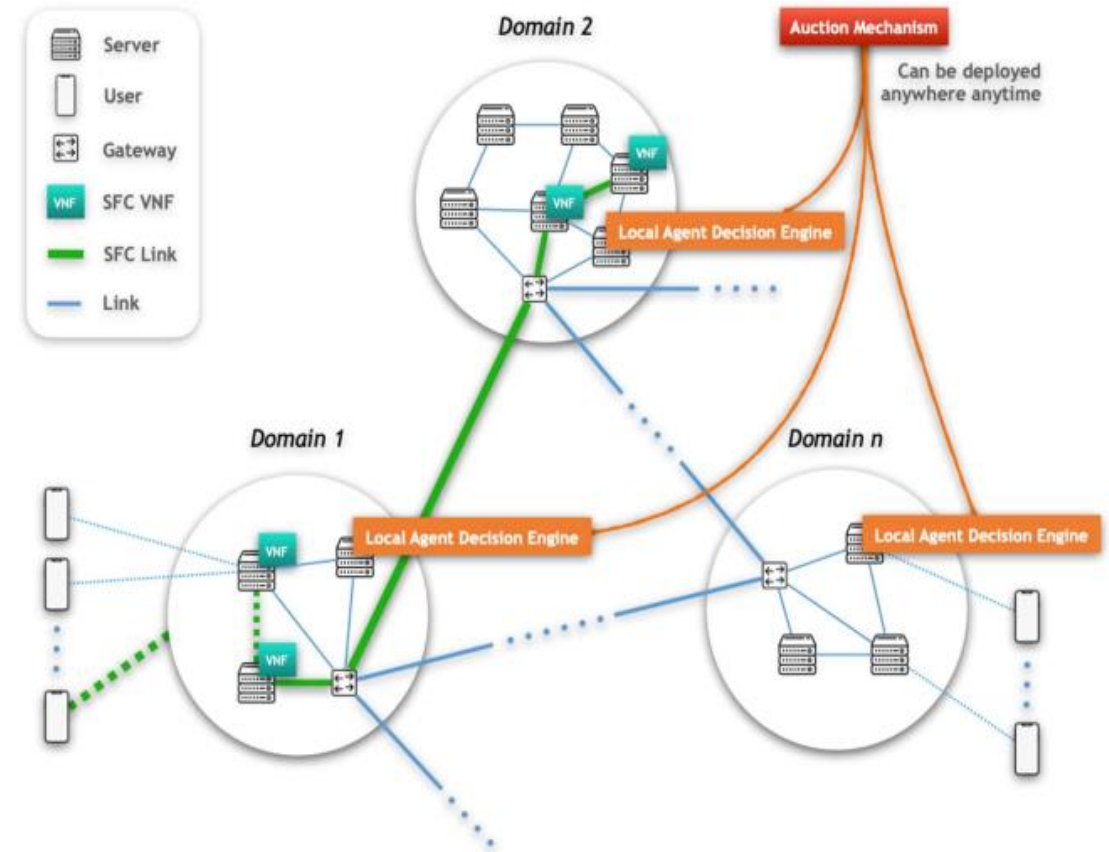 Server
User
Gateway
VNF
SFC VNF
SFC Link
Link
Domain 2
Auction Mechanism
Can be deployed
anywhere anytime
VNF
VNF
Local Agent Decision Engine
Domain 1
Domain n
VNF
Local Agent Decision Engine
Local Agent Decision Engine
VNF